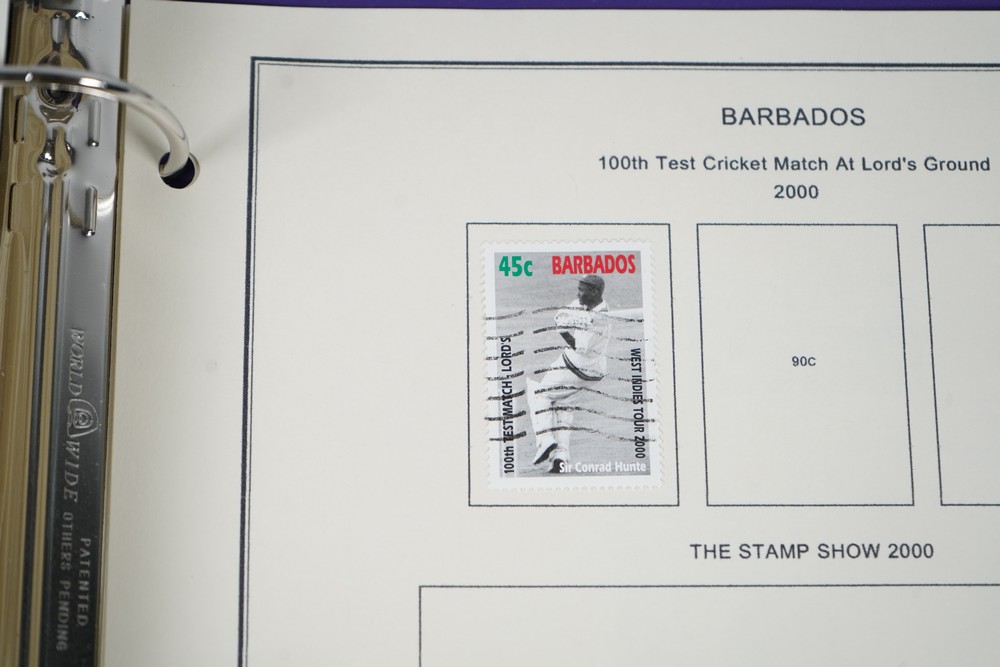 BARBADOS
100th Test Cricket Match At Lord's Ground
2000
45c BARBADOS
100th TEST MATCH - LORD'S
WEST INDIES TOUR 2000
Sir Conrad Hunte
90C
THE STAMP SHOW 2000
WORLD WIDE
PATENTED
OTHERS PENDING